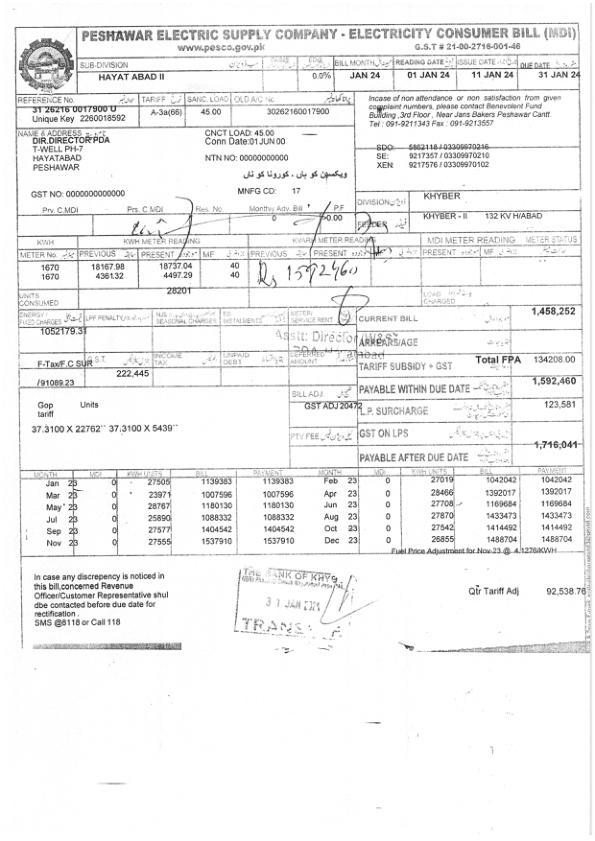 PESHAWAR ELECTRIC SUPPLY COMPANY - ELECTRICITY CONSUMER BILL (MDI)
www.pesco.gov.pk G.S.T # 21-00-2716-001-46
SUB-DIVISION BILL MONTH READING DATE ISSUE DATE DUE DATE
HAYAT ABAD II 0.0% JAN 24 01 JAN 24 11 JAN 24 31 JAN 24
REFERENCE No. TARIFF SANC. LOAD OLD A/C No
31 26216 0017900 U A-3a(66) 45.00 30262160017900
Unique Key 2260018592
Incase of non attendance or non satisfaction from given
complaint numbers, please contact Benevolent Fund
Building ,3rd Floor , Near Jans Bakers Peshawar Cantt
Tel : 091-9211343 Fax : 091-9213557
NAME & ADDRESS CNCT LOAD: 45.00
DIR.DIRECTOR PDA Conn Date:01JUN 00
T-WELL PH-7
HAYATABAD NTN NO: 00000000000
PESHAWAR
ویکسین کو ہاں ، کورونا کو ناں
SDO: 5862118 / 03309970216
SE: 9217357 / 03309970210
XEN: 9217576 / 03309970102
GST NO: 0000000000000 MNFG CD: 17
DIVISION KHYBER
Prv. C.MDI C.MDI Res. No Monthly Adv. Bill P.F
0 0.00
FEEDER KHYBER - II 132 KV H/ABAD
KWH KWH METER READING KVARH METER READING MDI METER READING METER STATUS
METER No. PREVIOUS PRESENT MF PREVIOUS PRESENT MF PREVIOUS PRESENT MF
1670 18167.98 18737.04 40
1670 4361.32 4497.29 40
Rs 1592460
UNITS CONSUMED 28201
LOAD CHARGED
ENERGY / FIXED CHARGES LPF PENALTY SEASONAL CHARGES INSTALMENTS METER/ SERVICE RENT CURRENT BILL 1,458,252
1052179.31
Asstt: Director
ARREARS/AGE
F-Tax/F.C SUR G.S.T INCOME TAX UNPAID DEBT DEFERRED AMOUNT
TARIFF SUBSIDY + GST Total FPA 134208.00
222,445
/91089.23
PAYABLE WITHIN DUE DATE 1,592,460
BILL ADJ
GST ADJ 20472
L.P. SURCHARGE 123,581
Gop Units
tariff
37.3100 X 22762`` 37.3100 X 5439``
PTV FEE
GST ON LPS
PAYABLE AFTER DUE DATE 1,716,041
MONTH MDI KWH UNITS BILL PAYMENT MONTH MDI KWH UNITS BILL PAYMENT
Jan 23 0 27505 1139383 1139383 Feb 23 0 27019 1042042 1042042
Mar 23 0 23971 1007596 1007596 Apr 23 0 28466 1392017 1392017
May 23 0 28767 1180130 1180130 Jun 23 0 27708 1169684 1169684
Jul 23 0 25890 1088332 1088332 Aug 23 0 27870 1433473 1433473
Sep 23 0 27577 1404542 1404542 Oct 23 0 27542 1414492 1414492
Nov 23 0 27555 1537910 1537910 Dec 23 0 26855 1488704 1488704
Fuel Price Adjustment for Nov-23 @ 4.1276/KWH
In case any discrepency is noticed in
this bill,concerned Revenue
Officer/Customer Representative shul
dbe contacted before due date for
rectification .
SMS @8118 or Call 118
THE BANK OF KHYB
31 JAN 2024
TRANS
Qtr Tariff Adj 92,538.76